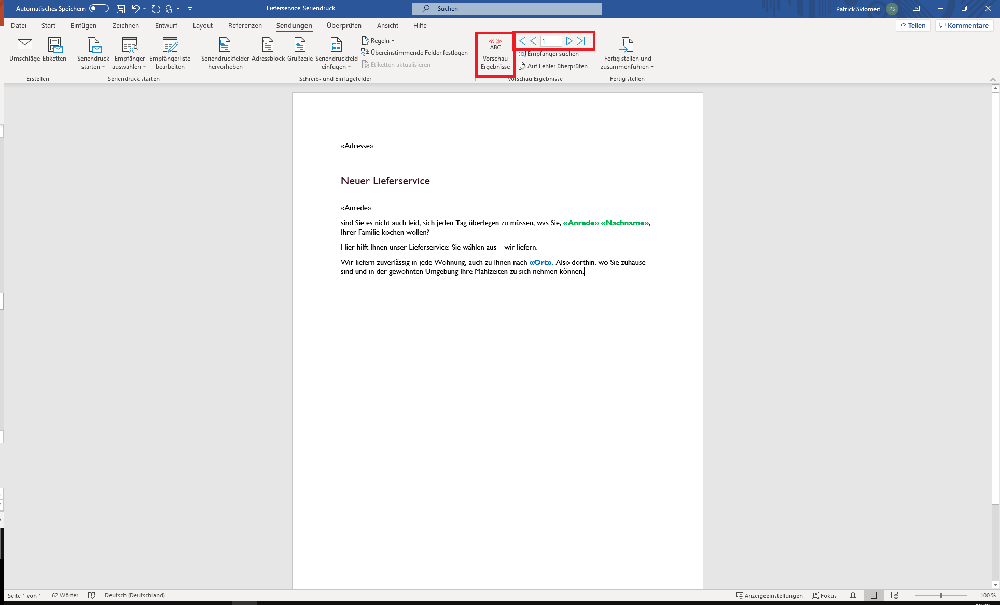 Automatisches Speichern
Lieferservice_Seriendruck
Suchen
Patrick Sklomeit
PS
Datei Start Einfügen Zeichnen Entwurf Layout Referenzen Sendungen Überprüfen Ansicht Hilfe
Teilen
Kommentare
Umschläge
Etiketten
Erstellen
Seriendruck
starten
Empfänger
auswählen
Empfängerliste
bearbeiten
Seriendruck starten
Seriendruckfelder
hervorheben
Adressblock
Grußzeile
Seriendruckfeld
einfügen
Regeln
Übereinstimmende Felder festlegen
Etiketten aktualisieren
Schreib- und Einfügefelder
ABC
Vorschau
Ergebnisse
1
Empfänger suchen
Auf Fehler überprüfen
Vorschau Ergebnisse
Fertig stellen und
zusammenführen
Fertig stellen
«Adresse»
Neuer Lieferservice
«Anrede»
sind Sie es nicht auch leid, sich jeden Tag überlegen zu müssen, was Sie, «Anrede» «Nachname»,
Ihrer Familie kochen wollen?
Hier hilft Ihnen unser Lieferservice: Sie wählen aus – wir liefern.
Wir liefern zuverlässig in jede Wohnung, auch zu Ihnen nach «Ort». Also dorthin, wo Sie zuhause
sind und in der gewohnten Umgebung Ihre Mahlzeiten zu sich nehmen können.
Seite 1 von 1
62 Wörter
Deutsch (Deutschland)
Anzeigeeinstellungen
Fokus
100 %